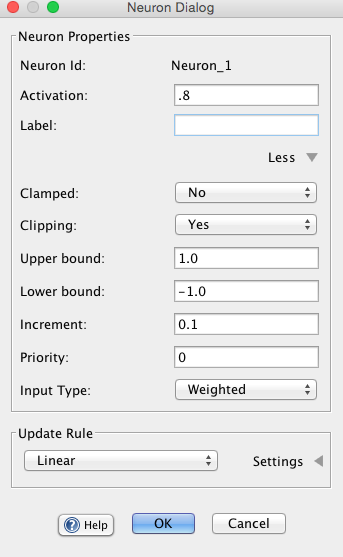 Neuron Dialog
Neuron Properties
Neuron Id: Neuron_1
Activation: .8
Label:
Less
Clamped: No
Clipping: Yes
Upper bound: 1.0
Lower bound: -1.0
Increment: 0.1
Priority: 0
Input Type: Weighted
Update Rule
Linear Settings
? Help OK Cancel